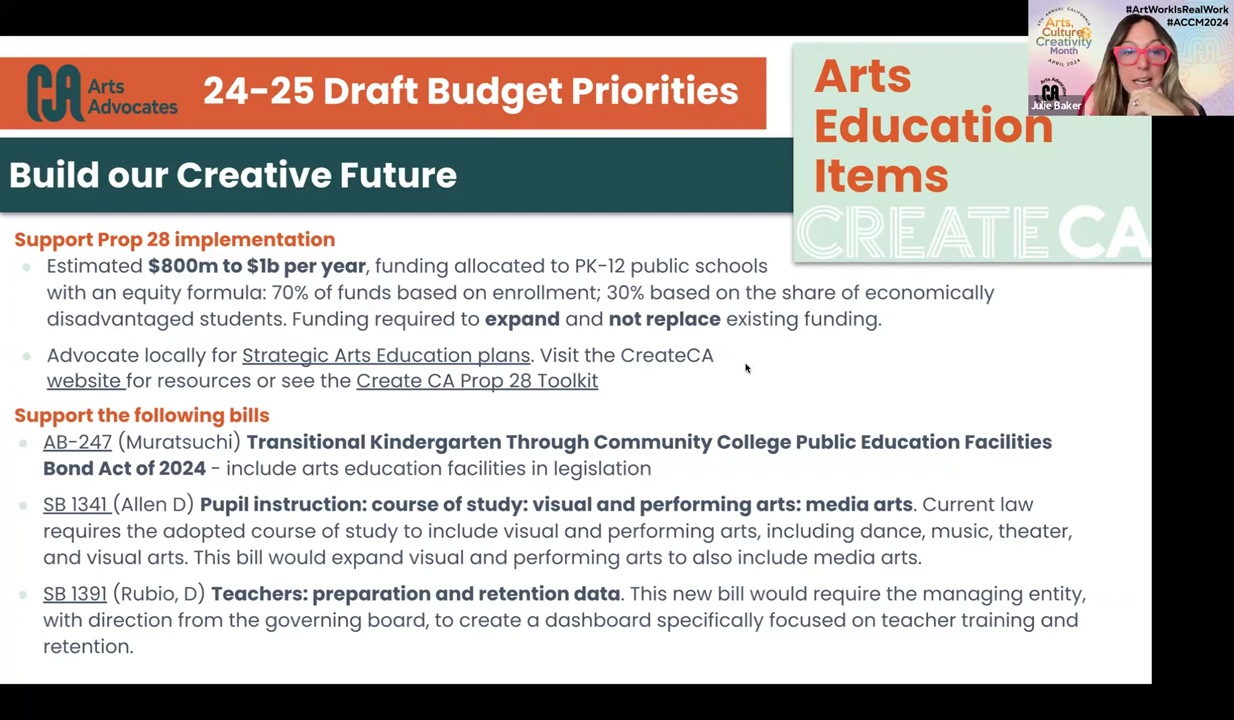 #ArtWorkIsRealWork
#ACCM2024
Arts,
Culture &
Creativity
Month
APRIL 2024
Julie Baker
CA Arts
Advocates
24-25 Draft Budget Priorities
Arts
Education
Items
CREATE CA
Build our Creative Future
Support Prop 28 implementation
Estimated $800m to $1b per year, funding allocated to PK-12 public schools
with an equity formula: 70% of funds based on enrollment; 30% based on the share of economically
disadvantaged students. Funding required to expand and not replace existing funding.
Advocate locally for Strategic Arts Education plans. Visit the CreateCA
website for resources or see the Create CA Prop 28 Toolkit
Support the following bills
AB-247 (Muratsuchi) Transitional Kindergarten Through Community College Public Education Facilities
Bond Act of 2024 - include arts education facilities in legislation
SB 1341 (Allen D) Pupil instruction: course of study: visual and performing arts: media arts. Current law
requires the adopted course of study to include visual and performing arts, including dance, music, theater,
and visual arts. This bill would expand visual and performing arts to also include media arts.
SB 1391 (Rubio, D) Teachers: preparation and retention data. This new bill would require the managing entity,
with direction from the governing board, to create a dashboard specifically focused on teacher training and
retention.